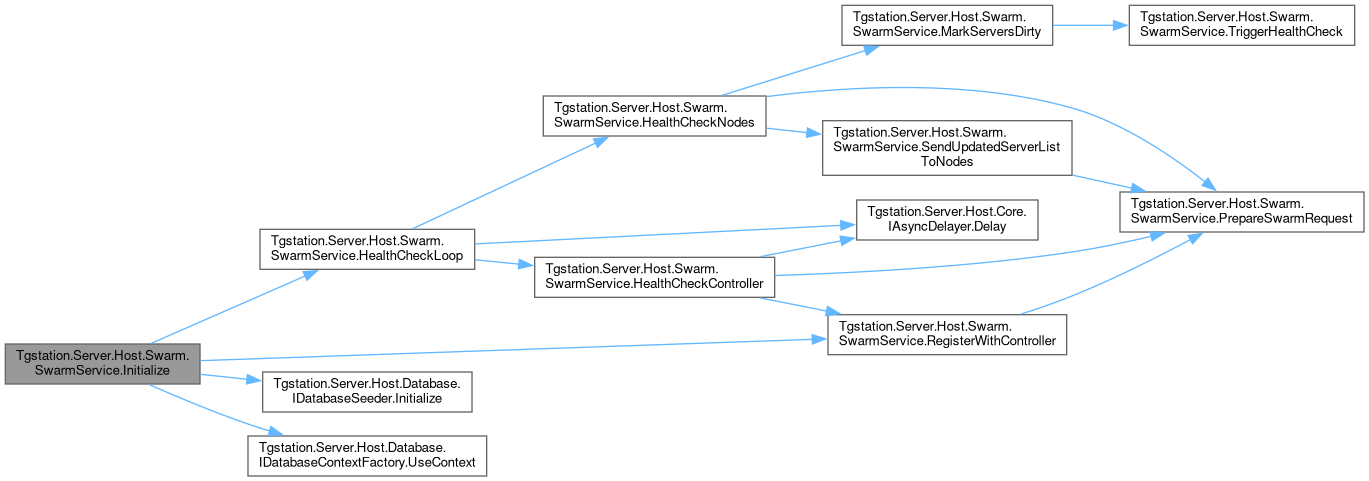 Tgstation.Server.Host.Swarm.
SwarmService.MarkServersDirty
Tgstation.Server.Host.Swarm.
SwarmService.TriggerHealthCheck
Tgstation.Server.Host.Swarm.
SwarmService.HealthCheckNodes
Tgstation.Server.Host.Swarm.
SwarmService.SendUpdatedServerList
ToNodes
Tgstation.Server.Host.Swarm.
SwarmService.PrepareSwarmRequest
Tgstation.Server.Host.Core.
IAsyncDelayer.Delay
Tgstation.Server.Host.Swarm.
SwarmService.HealthCheckLoop
Tgstation.Server.Host.Swarm.
SwarmService.HealthCheckController
Tgstation.Server.Host.Swarm.
SwarmService.RegisterWithController
Tgstation.Server.Host.Swarm.
SwarmService.Initialize
Tgstation.Server.Host.Database.
IDatabaseSeeder.Initialize
Tgstation.Server.Host.Database.
IDatabaseContextFactory.UseContext